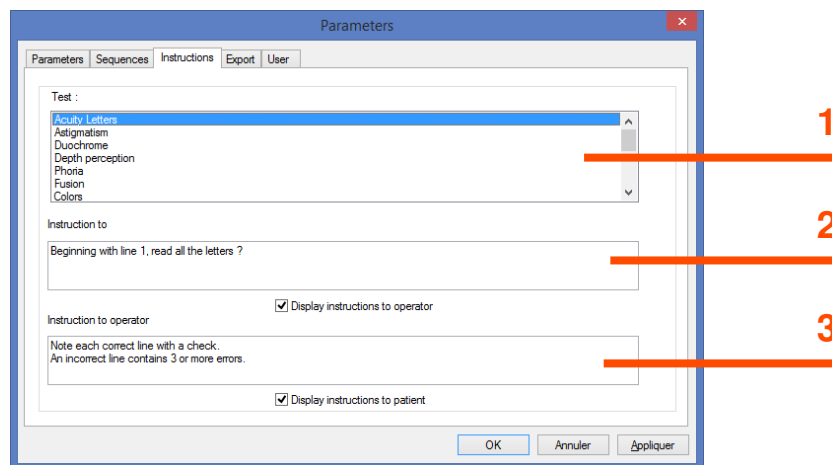 Parameters
Parameters Sequences Instructions Export User
Test :
Acuity Letters
Astigmatism
Duochrome
Depth perception
Phoria
Fusion
Colors
1
Instruction to
2
Beginning with line 1, read all the letters ?
Display instructions to operator
Instruction to operator
3
Note each correct line with a check.
An incorrect line contains 3 or more errors.
Display instructions to patient
OK Annuler Appliquer